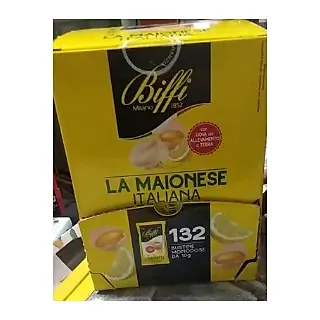 Biffi
Milano 1852
con
UOVA da
ALLEVAMENTO
a TERRA
LA MAIONESE
ITALIANA
132
BUSTINE
MONODOSE
DA 10g
Biffi